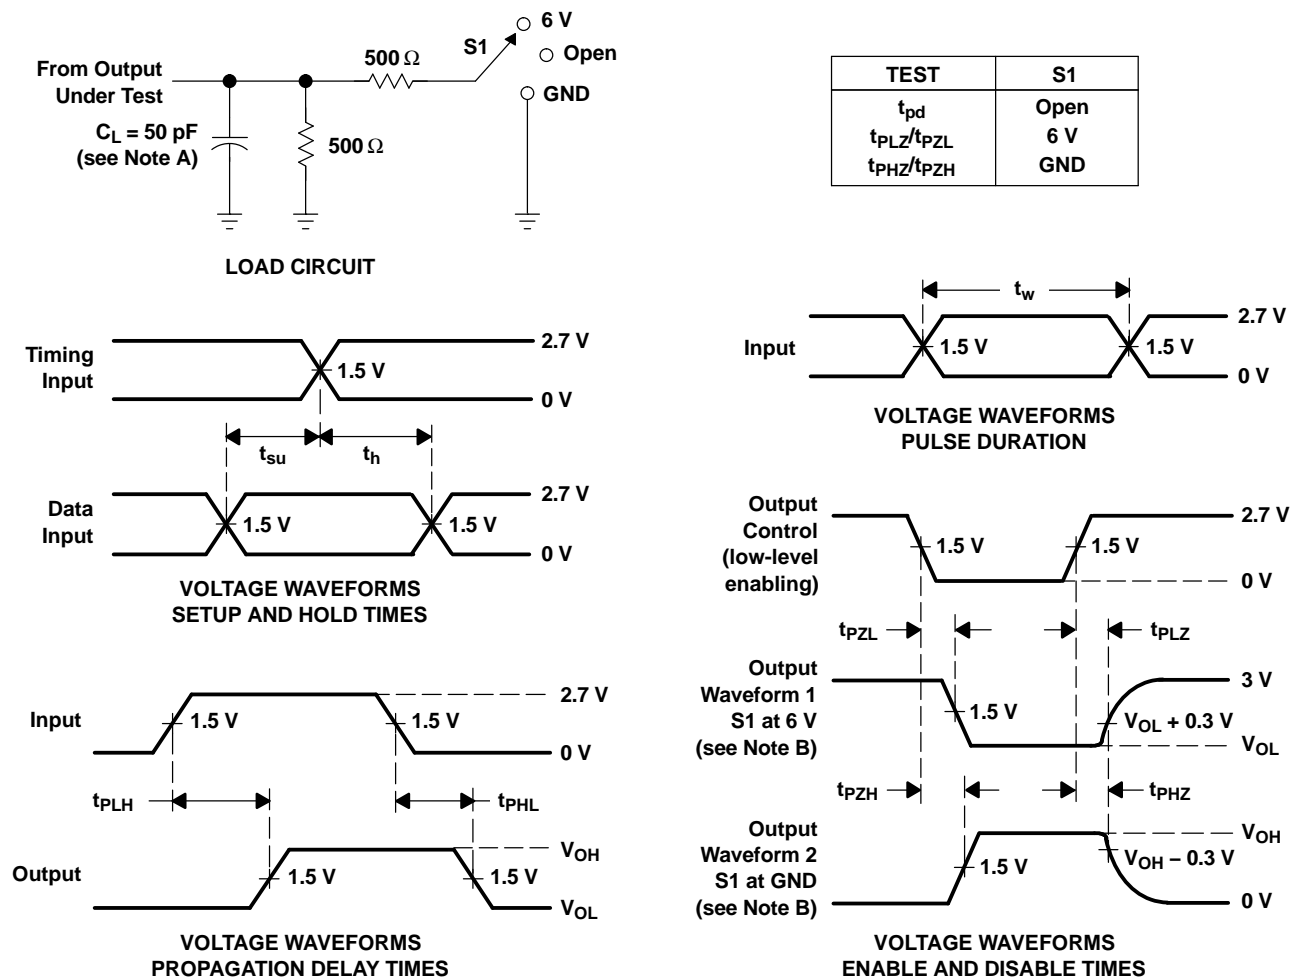 6 V
S1
Open
500 Ω
From Output
Under Test
GND
C_L = 50 pF
(see Note A)
500 Ω
LOAD CIRCUIT
TEST S1
t_pd Open
t_PLZ/t_PZL 6 V
t_PHZ/t_PZH GND
t_w
2.7 V
Input
1.5 V
1.5 V
0 V
VOLTAGE WAVEFORMS
PULSE DURATION
2.7 V
Timing
Input
1.5 V
0 V
t_su
t_h
2.7 V
Data
Input
1.5 V
1.5 V
0 V
VOLTAGE WAVEFORMS
SETUP AND HOLD TIMES
2.7 V
Input
1.5 V
1.5 V
0 V
t_PLH
t_PHL
V_OH
Output
1.5 V
1.5 V
V_OL
VOLTAGE WAVEFORMS
PROPAGATION DELAY TIMES
Output
Control
(low-level
enabling)
2.7 V
1.5 V
1.5 V
0 V
t_PZL
t_PLZ
Output
Waveform 1
S1 at 6 V
(see Note B)
3 V
1.5 V
V_OL + 0.3 V
V_OL
t_PZH
t_PHZ
Output
Waveform 2
S1 at GND
(see Note B)
V_OH
1.5 V
V_OH – 0.3 V
0 V
VOLTAGE WAVEFORMS
ENABLE AND DISABLE TIMES